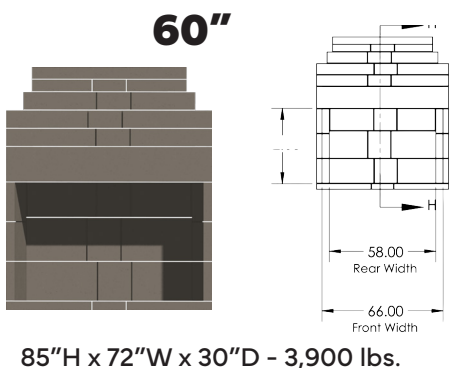 60”
H
58.00
Rear Width
66.00
Front Width
85”H x 72”W x 30”D - 3,900 lbs.